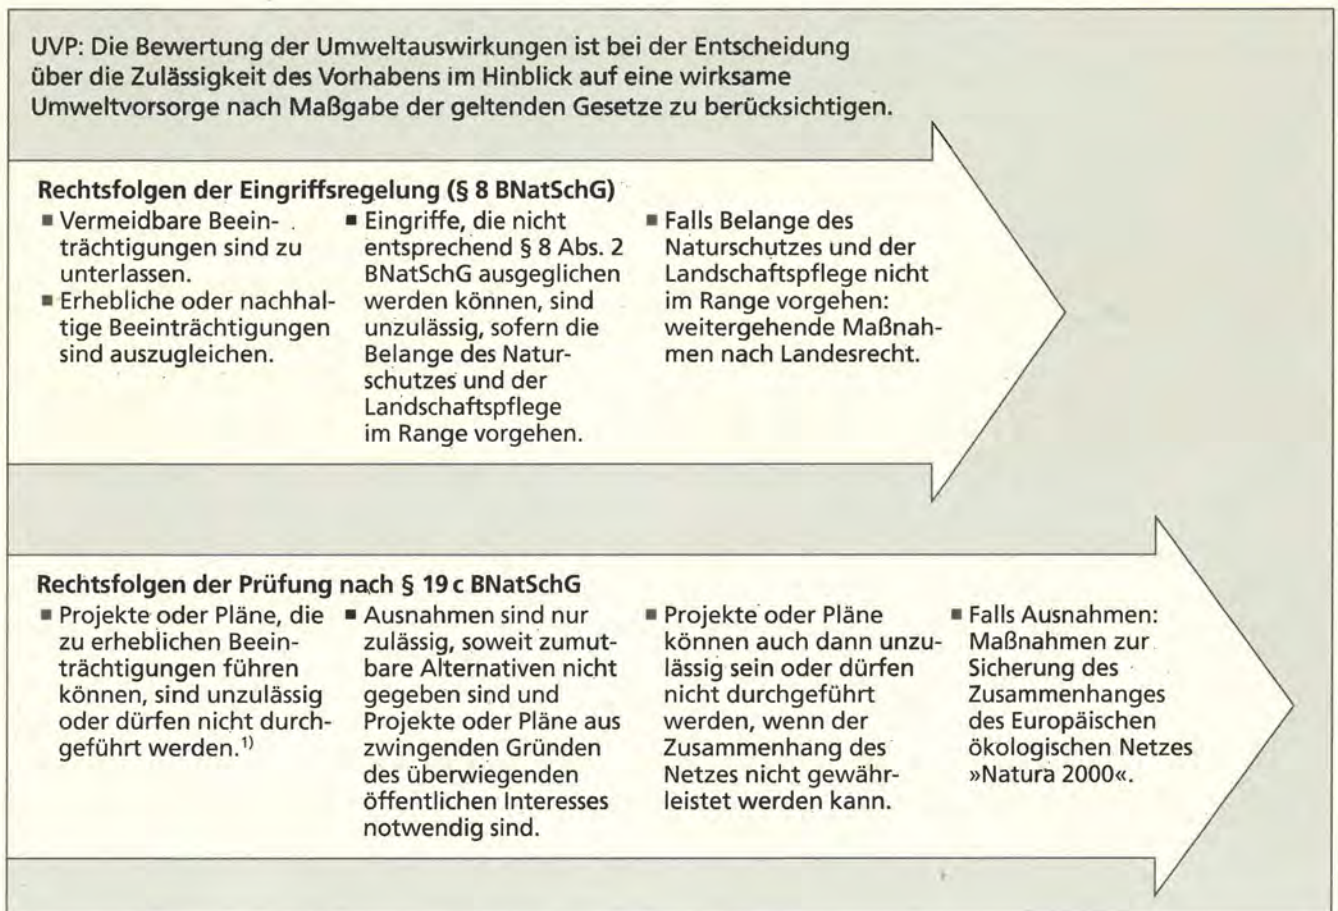 UVP: Die Bewertung der Umweltauswirkungen ist bei der Entscheidung
über die Zulässigkeit des Vorhabens im Hinblick auf eine wirksame
Umweltvorsorge nach Maßgabe der geltenden Gesetze zu berücksichtigen.
Rechtsfolgen der Eingriffsregelung (§ 8 BNatSchG)
■ Vermeidbare Beein-
trächtigungen sind zu
unterlassen.
■ Erhebliche oder nachhal-
tige Beeinträchtigungen
sind auszugleichen.
■ Eingriffe, die nicht
entsprechend § 8 Abs. 2
BNatSchG ausgeglichen
werden können, sind
unzulässig, sofern die
Belange des Natur-
schutzes und der
Landschaftspflege
im Range vorgehen.
■ Falls Belange des
Naturschutzes und der
Landschaftspflege nicht
im Range vorgehen:
weitergehende Maßnah-
men nach Landesrecht.
Rechtsfolgen der Prüfung nach § 19 c BNatSchG
■ Projekte oder Pläne, die
zu erheblichen Beein-
trächtigungen führen
können, sind unzulässig
oder dürfen nicht durch-
geführt werden.¹⁾
■ Ausnahmen sind nur
zulässig, soweit zumut-
bare Alternativen nicht
gegeben sind und
Projekte oder Pläne aus
zwingenden Gründen
des überwiegenden
öffentlichen Interesses
notwendig sind.
■ Projekte oder Pläne
können auch dann unzu-
lässig sein oder dürfen
nicht durchgeführt
werden, wenn der
Zusammenhang des
Netzes nicht gewähr-
leistet werden kann.
■ Falls Ausnahmen:
Maßnahmen zur
Sicherung des
Zusammenhanges
des Europäischen
ökologischen Netzes
»Natura 2000«.